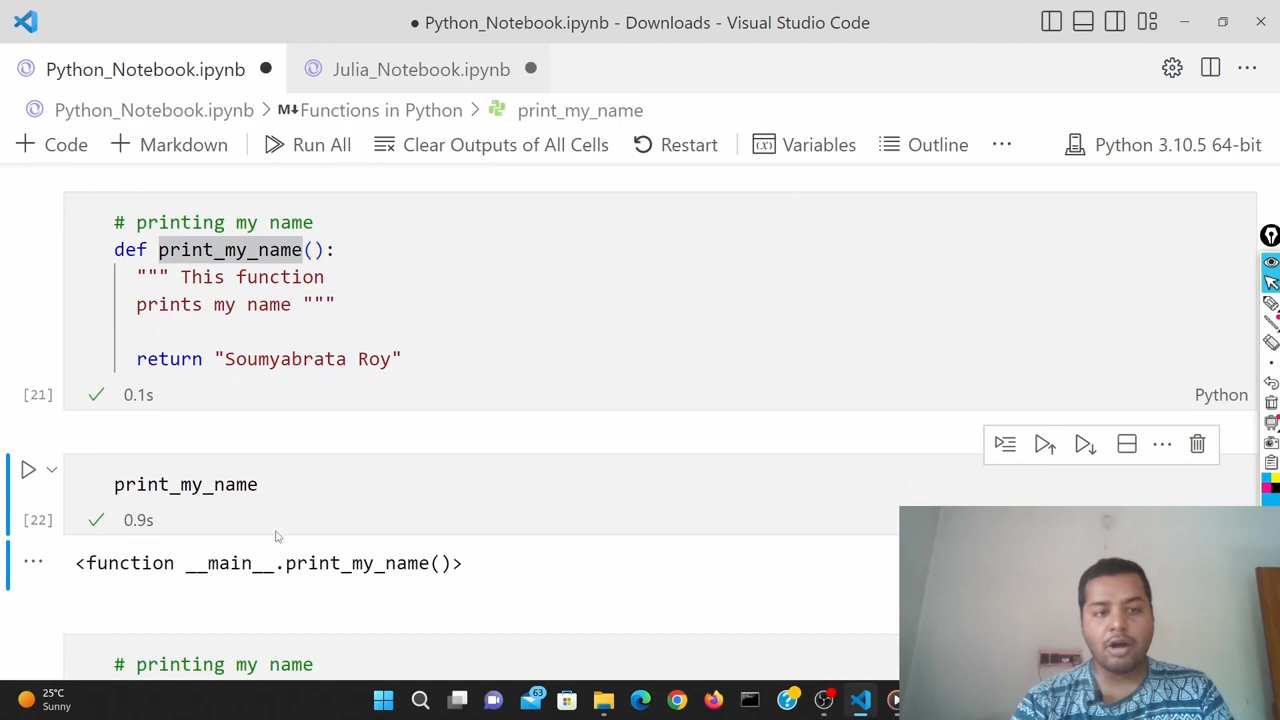 ● Python_Notebook.ipynb - Downloads - Visual Studio Code
Python_Notebook.ipynb ● Julia_Notebook.ipynb ●
Python_Notebook.ipynb > M↓Functions in Python > print_my_name
+ Code + Markdown Run All Clear Outputs of All Cells Restart Variables Outline ··· Python 3.10.5 64-bit
# printing my name
def print_my_name():
""" This function
prints my name """
return "Soumyabrata Roy"
[21] ✓ 0.1s Python
print_my_name
[22] ✓ 0.9s
<function __main__.print_my_name()>
# printing my name
25°C
Sunny
63